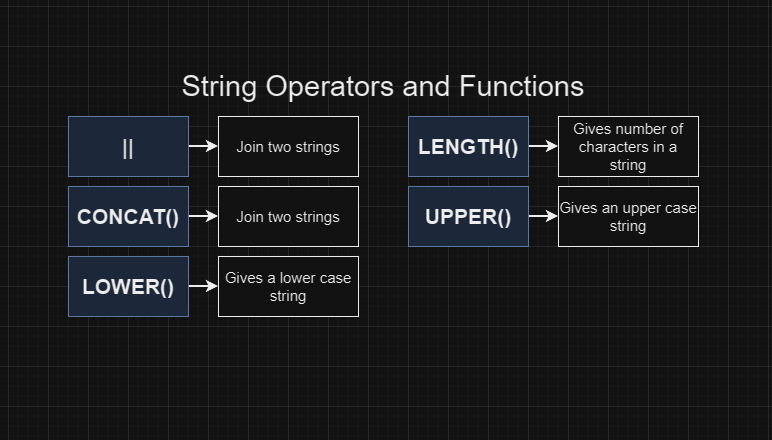 String Operators and Functions
||
Join two strings
CONCAT()
Join two strings
LOWER()
Gives a lower case
string
LENGTH()
Gives number of
characters in a
string
UPPER()
Gives an upper case
string